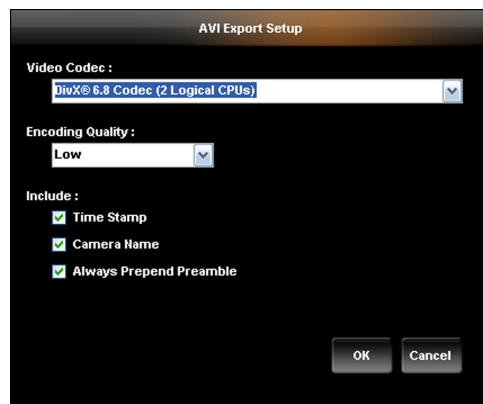 AVI Export Setup
Video Codec :
DivX® 6.8 Codec (2 Logical CPUs)
Encoding Quality :
Low
Include :
Time Stamp
Camera Name
Always Prepend Preamble
OK Cancel